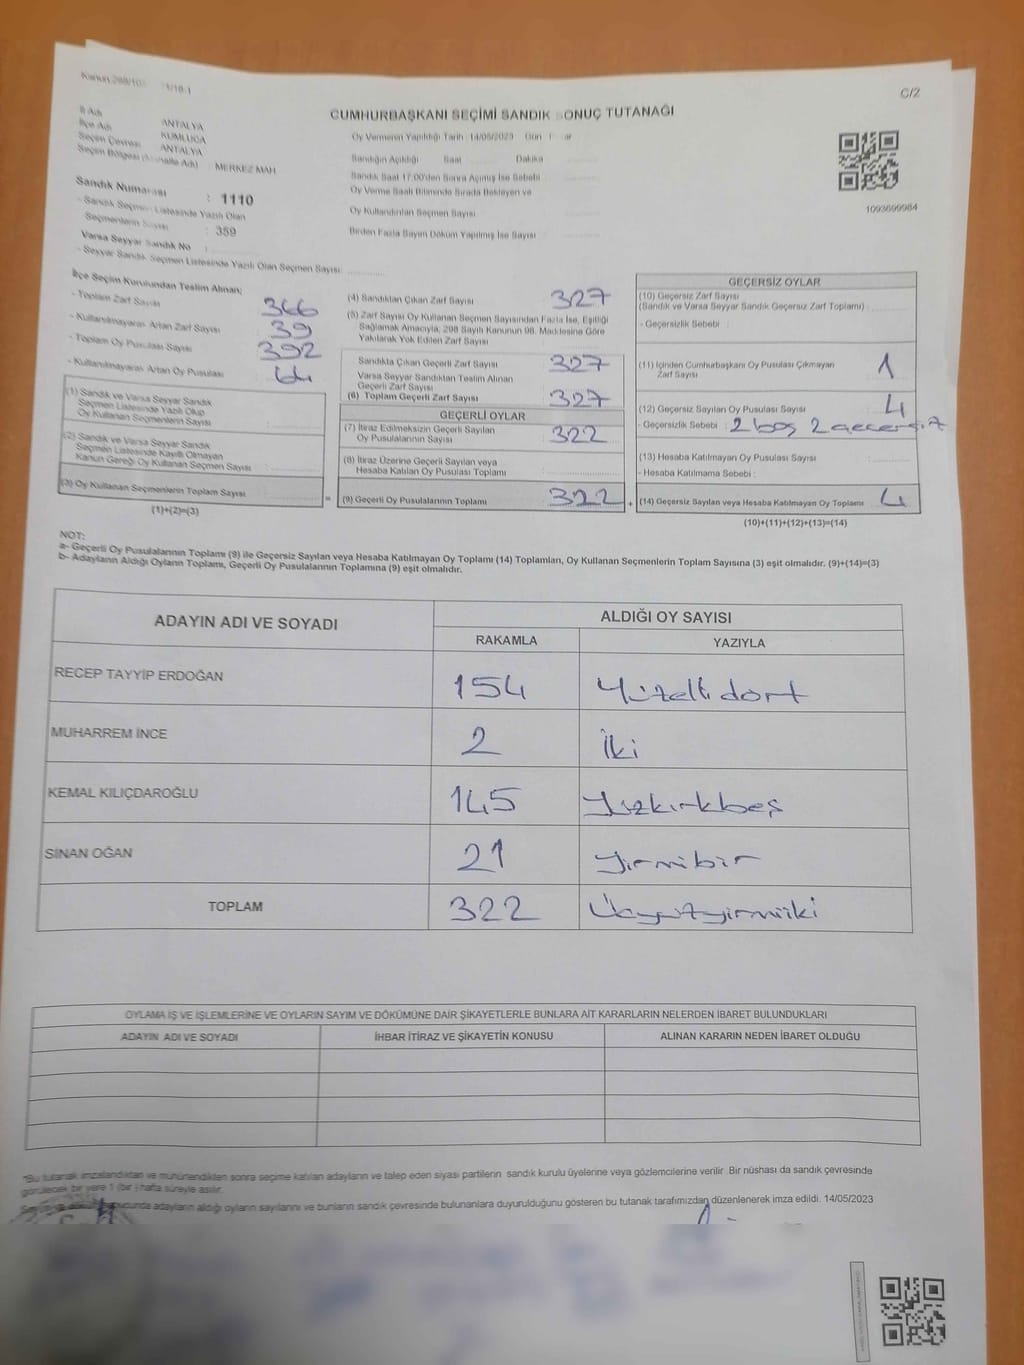 Kanun 298/10
C/2
CUMHURBAŞKANI SEÇİMİ SANDIK SONUÇ TUTANAĞI
İl Adı ANTALYA
İlçe Adı KUMLUCA
Seçim Çevresi ANTALYA
Seçim Bölgesi (Mahalle Adı) : MERKEZ MAH
Sandık Numarası : 1110
- Sandık Seçmen Listesinde Yazılı Olan
Seçmenlerin Sayısı : 359
Varsa Seyyar Sandık No :
- Seyyar Sandık Seçmen Listesinde Yazılı Olan Seçmen Sayısı
Oy Vermenin Yapıldığı Tarih 14/05/2023 Gün
Sandığın Açıldığı Saat Dakika
Sandık Saat 17:00'den Sonra Açmış İse Sebebi
Oy Verme Saati Bitiminde Sırada Bekleyen ve
Oy Kullandırılan Seçmen Sayısı
Birden Fazla Sayım Döküm Yapılmış İse Sayısı
1093699984
İlçe Seçim Kurulundan Teslim Alınan;
- Toplam Zarf Sayısı 366
- Kullanılmayarak Artan Zarf Sayısı 39
- Toplam Oy Pusulası Sayısı 392
- Kullanılmayarak Artan Oy Pusulası 64
(1) Sandık ve Varsa Seyyar Sandık
Seçmen Listesinde Yazılı Olup
Oy Kullanan Seçmenlerin Sayısı :
(2) Sandık ve Varsa Seyyar Sandık
Seçmen Listesinde Kayıtlı Olmayan
Kanun Gereği Oy Kullanan Seçmen Sayısı :
(3) Oy Kullanan Seçmenlerin Toplam Sayısı
(1)+(2)=(3)
(4) Sandıktan Çıkan Zarf Sayısı 327
(5) Zarf Sayısı Oy Kullanan Seçmen Sayısından Fazla İse, Eşitliği
Sağlamak Amacıyla, 298 Sayılı Kanunun 98. Maddesine Göre
Yakılarak Yok Edilen Zarf Sayısı
Sandıkta Çıkan Geçerli Zarf Sayısı 327
Varsa Seyyar Sandıktan Teslim Alınan
Geçerli Zarf Sayısı
(6) Toplam Geçerli Zarf Sayısı 327
GEÇERLİ OYLAR
(7) İtiraz Edilmeksizin Geçerli Sayılan
Oy Pusulalarının Sayısı : 322
(8) İtiraz Üzerine Geçerli Sayılan veya
Hesaba Katılan Oy Pusulası Toplamı
= (9) Geçerli Oy Pusulalarının Toplamı 322 +
GEÇERSİZ OYLAR
(10) Geçersiz Zarf Sayısı
(Sandık ve Varsa Seyyar Sandık Geçersiz Zarf Toplamı) :
- Geçersizlik Sebebi :
(11) İçinden Cumhurbaşkanı Oy Pusulası Çıkmayan
Zarf Sayısı 1
(12) Geçersiz Sayılan Oy Pusulası Sayısı 4
- Geçersizlik Sebebi : 2 boş 2 geçersiz
(13) Hesaba Katılmayan Oy Pusulası Sayısı :
- Hesaba Katılmama Sebebi :
(14) Geçersiz Sayılan veya Hesaba Katılmayan Oy Toplamı 4
(10)+(11)+(12)+(13)=(14)
NOT:
a- Geçerli Oy Pusulalarının Toplamı (9) ile Geçersiz Sayılan veya Hesaba Katılmayan Oy Toplamı (14) Toplamları, Oy Kullanan Seçmenlerin Toplam Sayısına (3) eşit olmalıdır. (9)+(14)=(3)
b- Adayların Aldığı Oyların Toplamı, Geçerli Oy Pusulalarının Toplamına (9) eşit olmalıdır.
ADAYIN ADI VE SOYADI ALDIĞI OY SAYISI
RAKAMLA YAZIYLA
RECEP TAYYİP ERDOĞAN 154 Yüzelli dört
MUHARREM İNCE 2 İki
KEMAL KILIÇDAROĞLU 145 Yüzkırkbeş
SİNAN OĞAN 21 Yirmibir
TOPLAM 322 Üçyüzyirmiiki
OYLAMA İŞ VE İŞLEMLERİNE VE OYLARIN SAYIM VE DÖKÜMÜNE DAİR ŞİKAYETLERLE BUNLARA AİT KARARLARIN NELERDEN İBARET BULUNDUKLARI
ADAYIN ADI VE SOYADI İHBAR İTİRAZ VE ŞİKAYETİN KONUSU ALINAN KARARIN NEDEN İBARET OLDUĞU
*Bu tutanak imzalandıktan ve mühürlendikten sonra seçime katılan adayların ve talep eden siyasi partilerin sandık kurulu üyelerine veya gözlemcilerine verilir. Bir nüshası da sandık çevresinde
görülecek bir yere 1 (bir) hafta süreyle asılır.
adayların aldığı oyların sayılarını ve bunların sandık çevresinde bulunanlara duyurulduğunu gösteren bu tutanak tarafımızdan düzenlenerek imza edildi. 14/05/2023